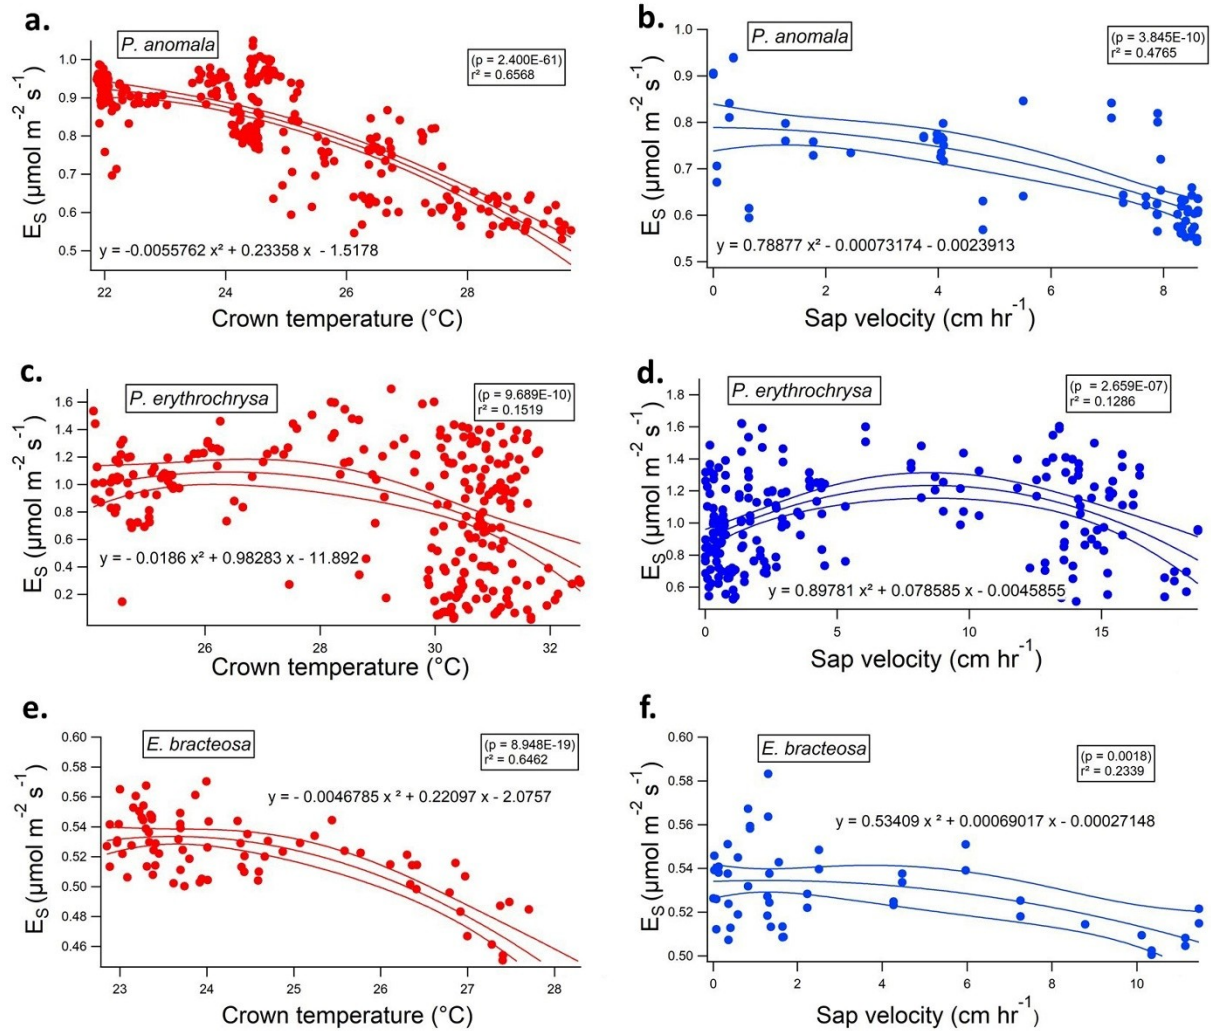 a.
P. anomala
(p = 2.400E-61)
r² = 0.6568
1.0
0.9
0.8
0.7
0.6
0.5
E_S (µmol m⁻² s⁻¹)
y = -0.0055762 x² + 0.23358 x - 1.5178
22 24 26 28
Crown temperature (°C)
b.
P. anomala
(p = 3.845E-10)
r² = 0.4765
1.0
0.9
0.8
0.7
0.6
0.5
E_S (µmol m⁻² s⁻¹)
y = 0.78877 x² - 0.00073174 - 0.0023913
0 2 4 6 8
Sap velocity (cm hr⁻¹)
c.
P. erythrochrysa
(p = 9.689E-10)
r² = 0.1519
1.6
1.4
1.2
1.0
0.8
0.6
0.4
0.2
E_S (µmol m⁻² s⁻¹)
y = - 0.0186 x² + 0.98283 x - 11.892
26 28 30 32
Crown temperature (°C)
d.
P. erythrochrysa
(p = 2.659E-07)
r² = 0.1286
1.8
1.6
1.4
1.2
1.0
0.8
0.6
E_S (µmol m⁻² s⁻¹)
y = 0.89781 x² + 0.078585 x - 0.0045855
0 5 10 15
Sap velocity (cm hr⁻¹)
e.
E. bracteosa
(p = 8.948E-19)
r² = 0.6462
0.60
0.58
0.56
0.54
0.52
0.50
0.48
0.46
E_S (µmol m⁻² s⁻¹)
y = - 0.0046785 x² + 0.22097 x - 2.0757
23 24 25 26 27 28
Crown temperature (°C)
f.
E. bracteosa
(p = 0.0018)
r² = 0.2339
0.60
0.58
0.56
0.54
0.52
0.50
E_S (µmol m⁻² s⁻¹)
y = 0.53409 x² + 0.00069017 x - 0.00027148
0 2 4 6 8 10
Sap velocity (cm hr⁻¹)